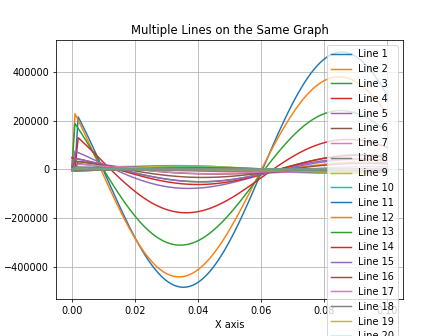 Multiple Lines on the Same Graph
400000
200000
0
−200000
−400000
0.00
0.02
0.04
0.06
X axis
Line 1
Line 2
Line 3
Line 4
Line 5
Line 6
Line 7
Line 8
Line 9
Line 10
Line 11
Line 12
Line 13
Line 14
Line 15
Line 16
Line 17
Line 18
Line 19